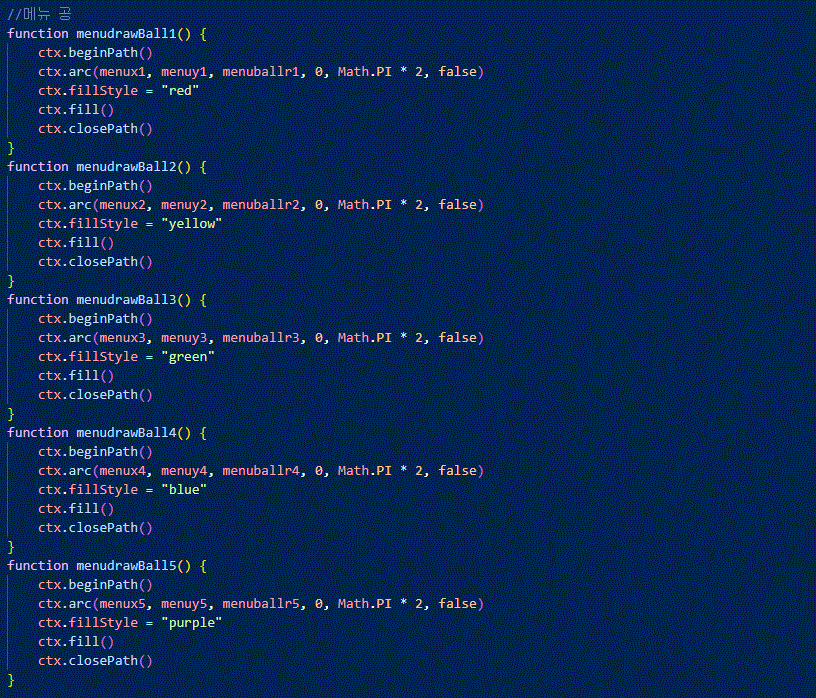 //메뉴 공
function menudrawBall1() {
    ctx.beginPath()
    ctx.arc(menux1, menuy1, menuballr1, 0, Math.PI * 2, false)
    ctx.fillStyle = "red"
    ctx.fill()
    ctx.closePath()
}
function menudrawBall2() {
    ctx.beginPath()
    ctx.arc(menux2, menuy2, menuballr2, 0, Math.PI * 2, false)
    ctx.fillStyle = "yellow"
    ctx.fill()
    ctx.closePath()
}
function menudrawBall3() {
    ctx.beginPath()
    ctx.arc(menux3, menuy3, menuballr3, 0, Math.PI * 2, false)
    ctx.fillStyle = "green"
    ctx.fill()
    ctx.closePath()
}
function menudrawBall4() {
    ctx.beginPath()
    ctx.arc(menux4, menuy4, menuballr4, 0, Math.PI * 2, false)
    ctx.fillStyle = "blue"
    ctx.fill()
    ctx.closePath()
}
function menudrawBall5() {
    ctx.beginPath()
    ctx.arc(menux5, menuy5, menuballr5, 0, Math.PI * 2, false)
    ctx.fillStyle = "purple"
    ctx.fill()
    ctx.closePath()
}